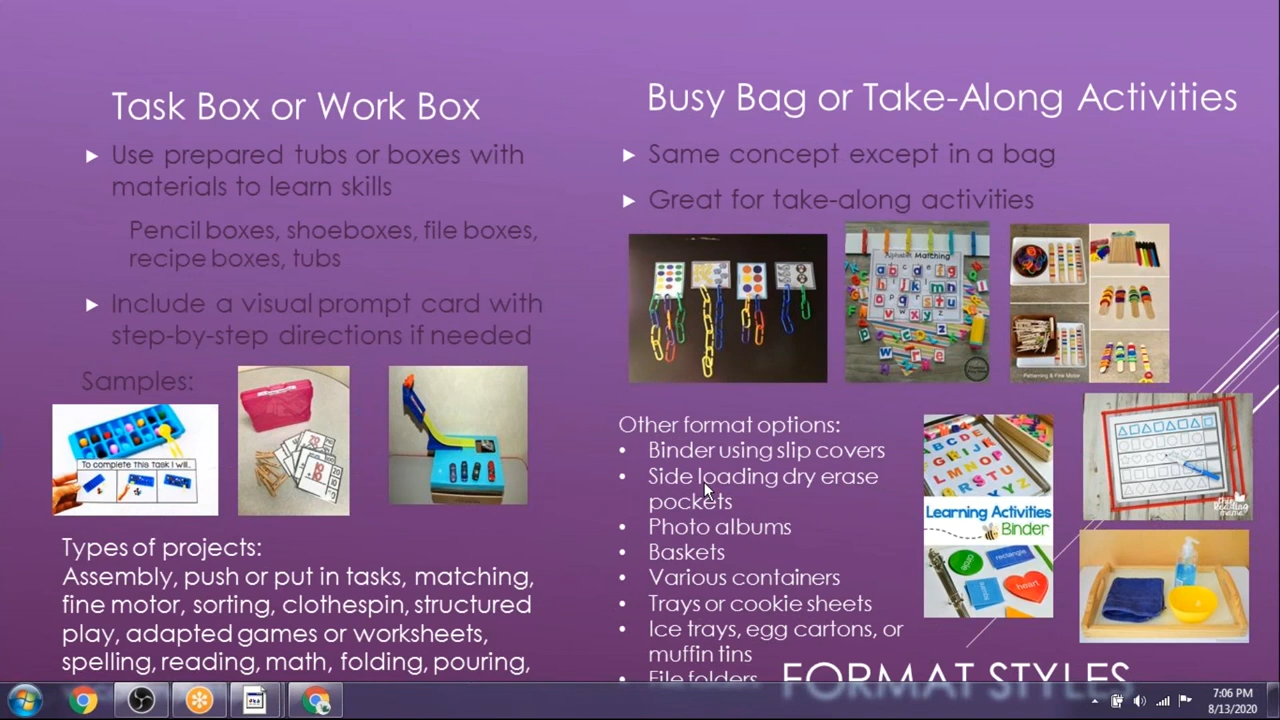 Task Box or Work Box
Use prepared tubs or boxes with
materials to learn skills
Pencil boxes, shoeboxes, file boxes,
recipe boxes, tubs
Include a visual prompt card with
step-by-step directions if needed
Samples:
To complete this task I will..
Types of projects:
Assembly, push or put in tasks, matching,
fine motor, sorting, clothespin, structured
play, adapted games or worksheets,
spelling, reading, math, folding, pouring,
Busy Bag or Take-Along Activities
Same concept except in a bag
Great for take-along activities
Alphabet Matching
Patterning & Fine Motor
Other format options:
• Binder using slip covers
• Side loading dry erase
pockets
• Photo albums
• Baskets
• Various containers
• Trays or cookie sheets
• Ice trays, egg cartons, or
muffin tins
• File folders
Learning Activities
Binder
circle
rectangle
heart
FORMAT STYLES
7:06 PM
8/13/2020